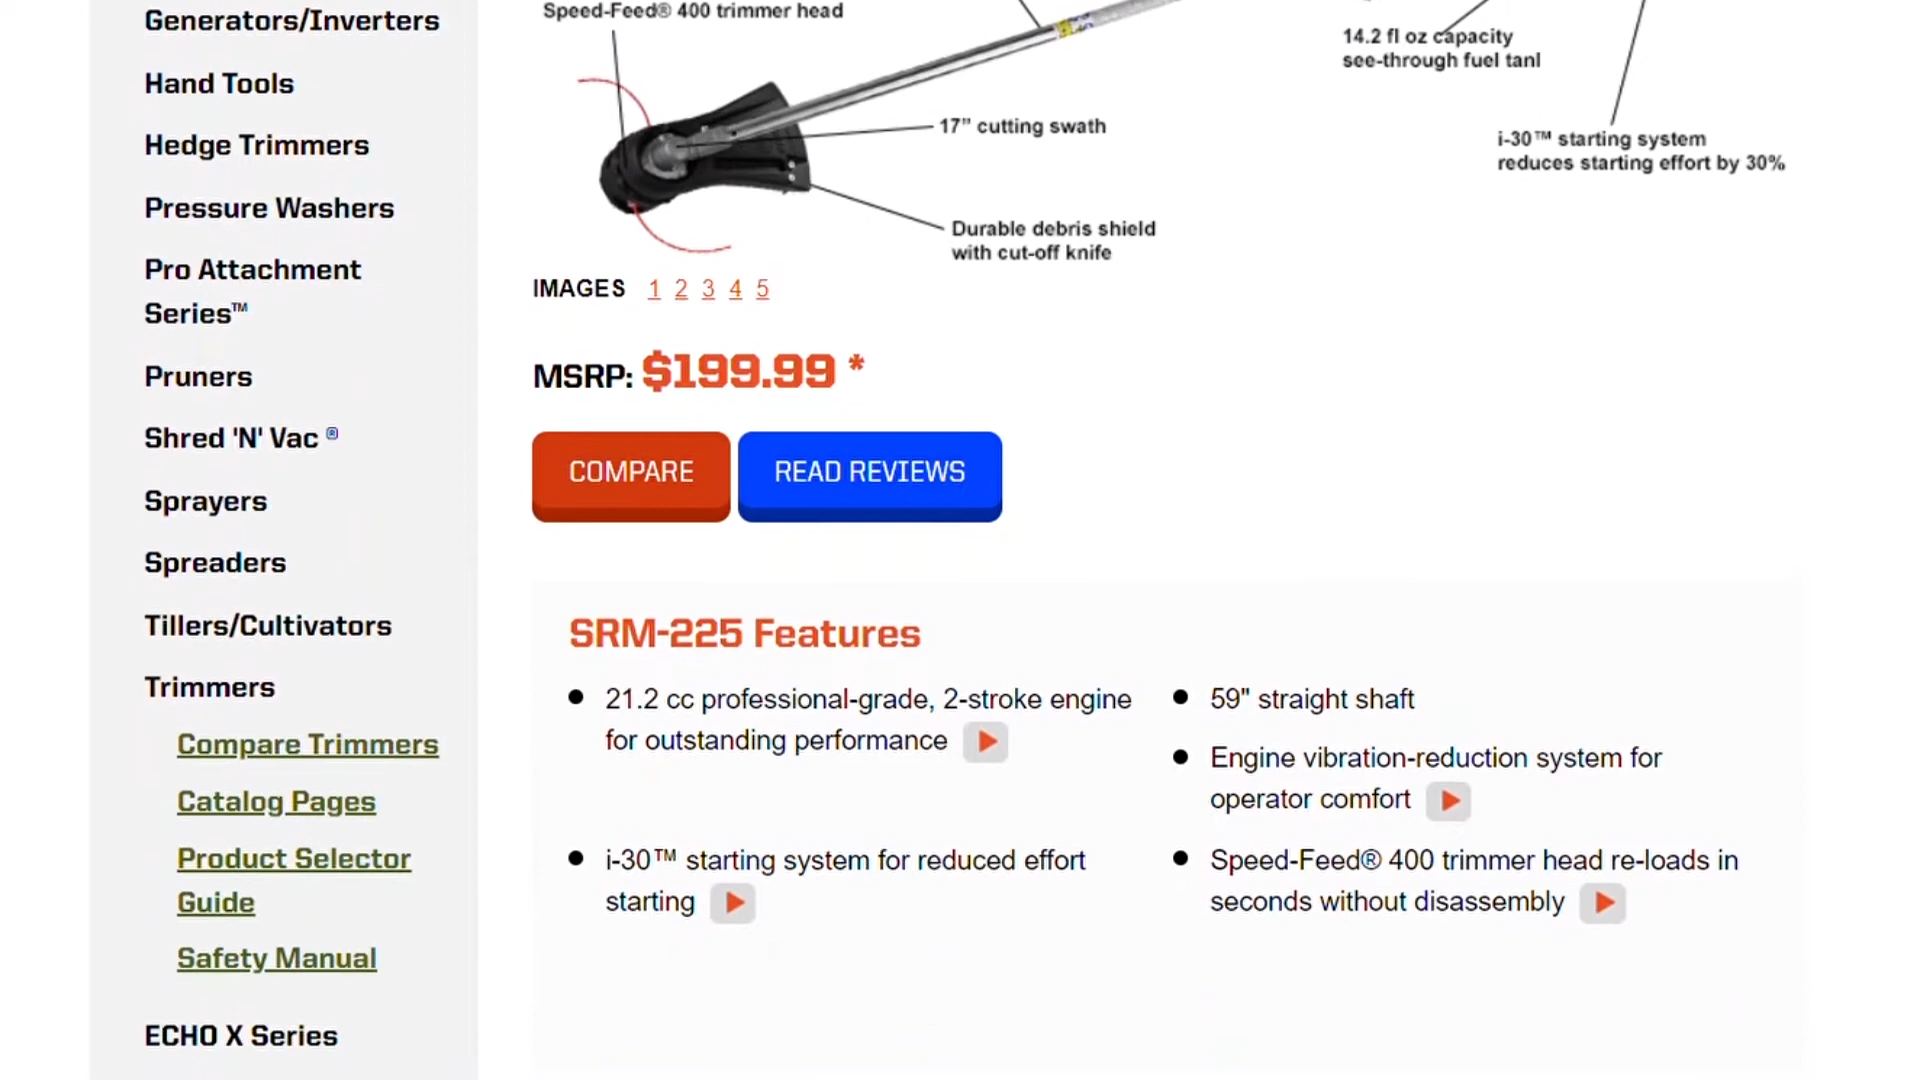 Generators/Inverters
Hand Tools
Hedge Trimmers
Pressure Washers
Pro Attachment
Series™
Pruners
Shred 'N' Vac ®
Sprayers
Spreaders
Tillers/Cultivators
Trimmers
Compare Trimmers
Catalog Pages
Product Selector
Guide
Safety Manual
ECHO X Series
Speed-Feed® 400 trimmer head
17” cutting swath
Durable debris shield
with cut-off knife
14.2 fl oz capacity
see-through fuel tanl
i-30™ starting system
reduces starting effort by 30%
IMAGES 1 2 3 4 5
MSRP: $199.99 *
COMPARE
READ REVIEWS
SRM-225 Features
21.2 cc professional-grade, 2-stroke engine
for outstanding performance
59" straight shaft
Engine vibration-reduction system for
operator comfort
i-30™ starting system for reduced effort
starting
Speed-Feed® 400 trimmer head re-loads in
seconds without disassembly